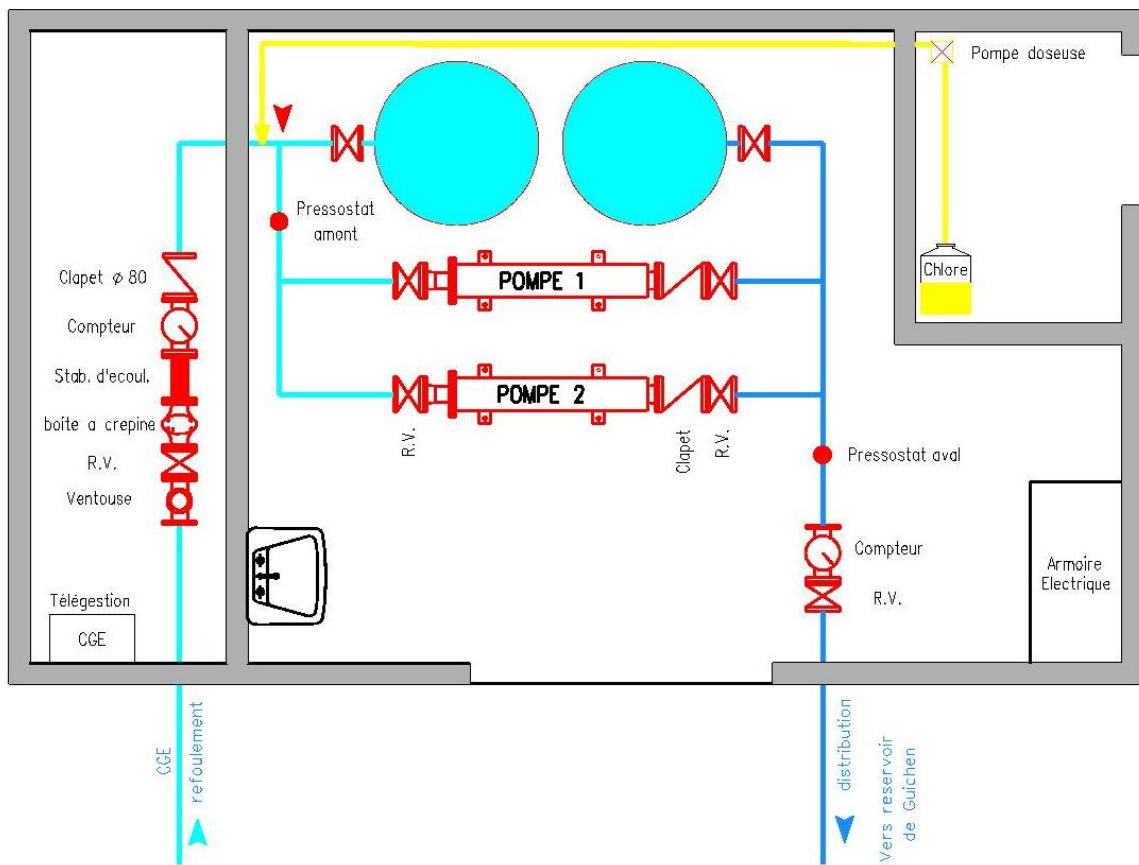 Pompe doseuse
Pressostat
amont
Chlore
Clapet ø 80
POMPE 1
Compteur
Stab. d'ecoul.
POMPE 2
boîte a crepine
R.V.
R.V.
Clapet
R.V.
Pressostat aval
Ventouse
Compteur
Armoire
Electrique
R.V.
Télégestion
CGE
CGE
refoulement
distribution
Vers reservoir
de Guichen